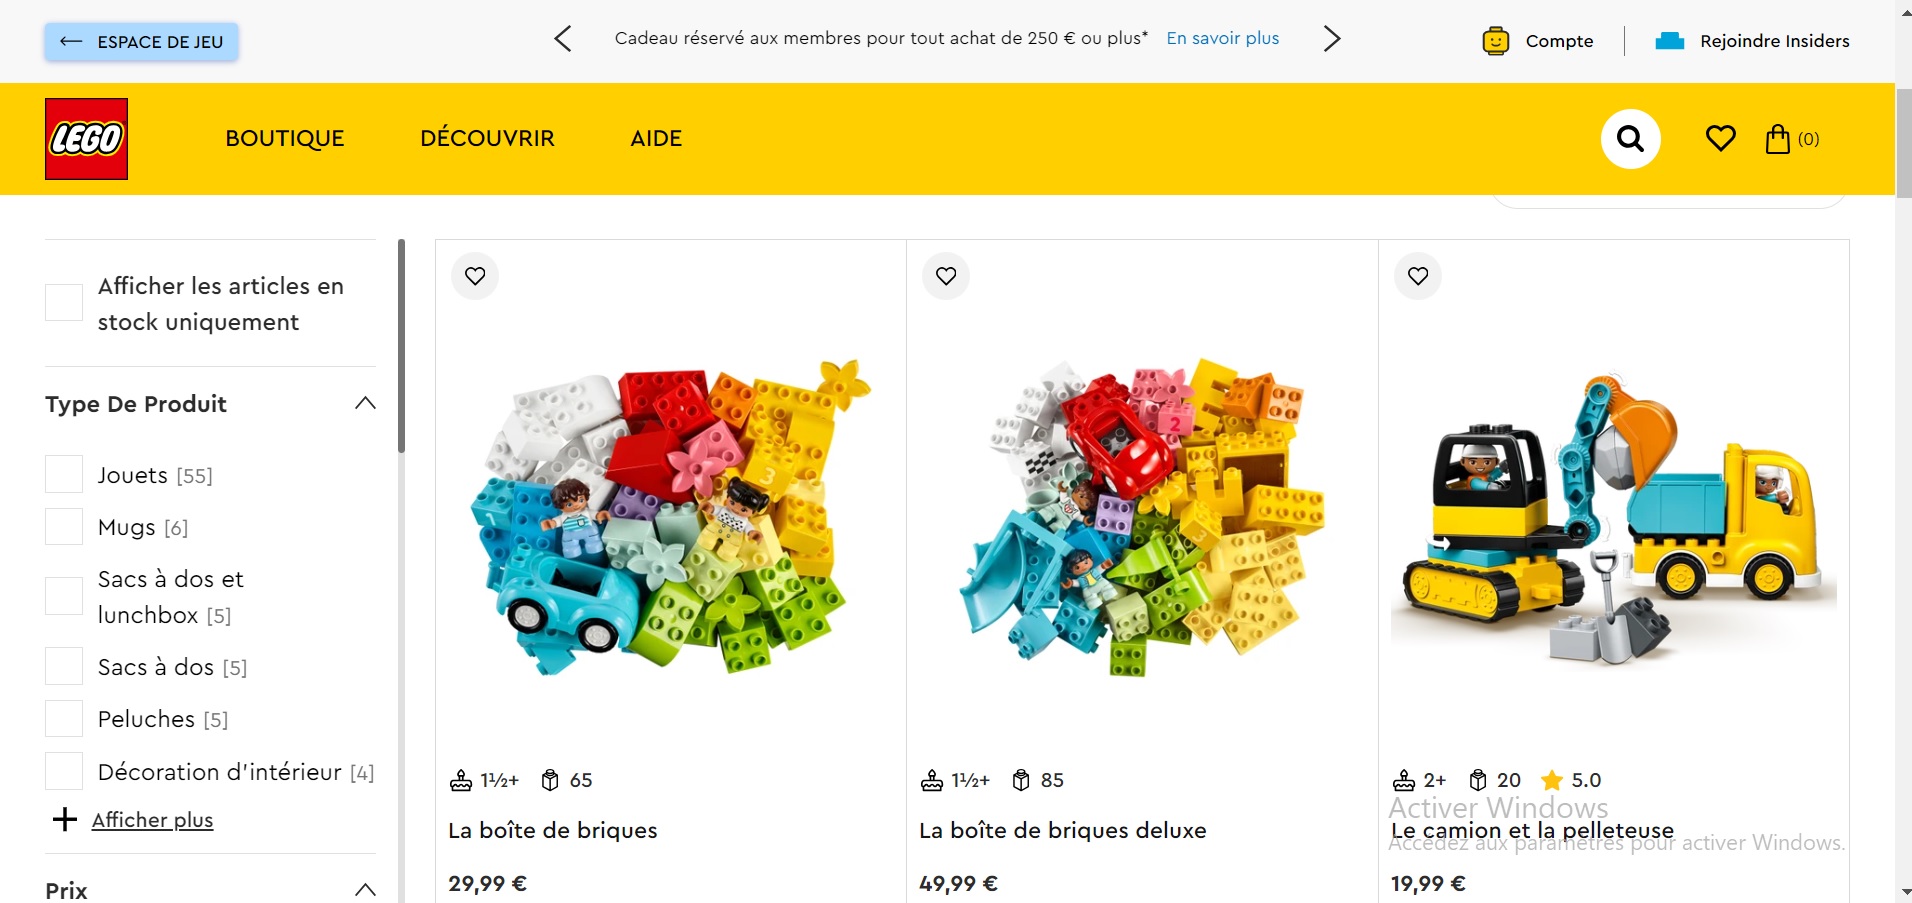 ESPACE DE JEU
Cadeau réservé aux membres pour tout achat de 250 € ou plus* En savoir plus
Compte
Rejoindre Insiders
LEGO
BOUTIQUE
DÉCOUVRIR
AIDE
(0)
Afficher les articles en
stock uniquement
Type De Produit
Jouets [55]
Mugs [6]
Sacs à dos et
lunchbox [5]
Sacs à dos [5]
Peluches [5]
Décoration d'intérieur [4]
Afficher plus
Prix
3
1
1½+ 65
La boîte de briques
29,99 €
2
3
1½+ 85
La boîte de briques deluxe
49,99 €
2+ 20 5.0
Le camion et la pelleteuse
19,99 €
Activer Windows
Accédez aux paramètres pour activer Windows.